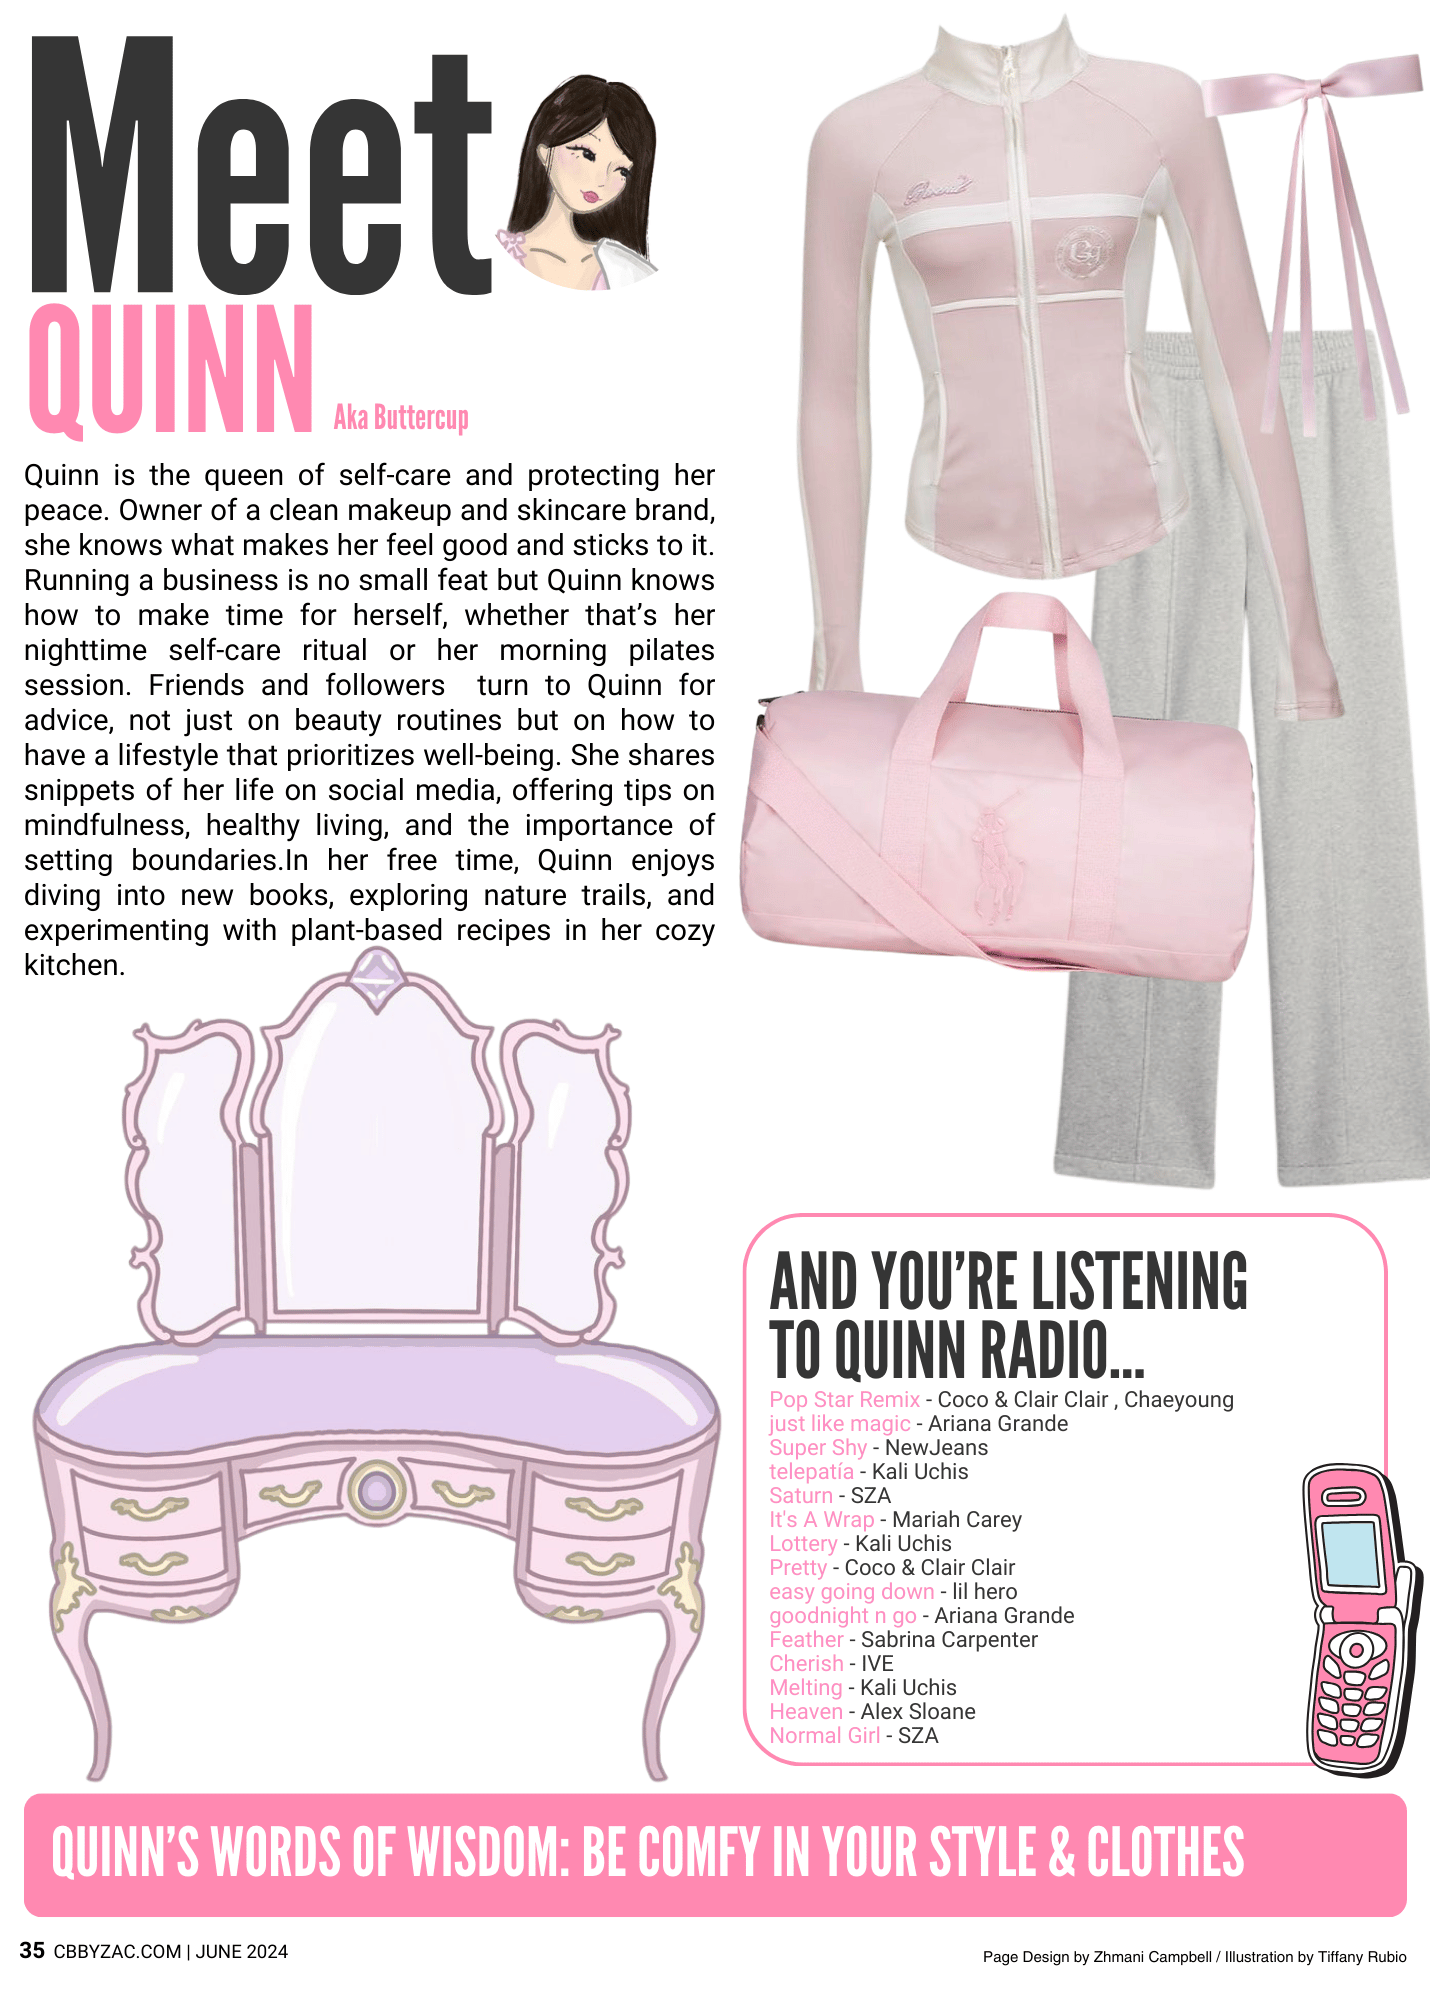 Meet
QUINN
Aka Buttercup
Quinn is the queen of self-care and protecting her
peace. Owner of a clean makeup and skincare brand,
she knows what makes her feel good and sticks to it.
Running a business is no small feat but Quinn knows
how to make time for herself, whether that’s her
nighttime self-care ritual or her morning pilates
session. Friends and followers turn to Quinn for
advice, not just on beauty routines but on how to
have a lifestyle that prioritizes well-being. She shares
snippets of her life on social media, offering tips on
mindfulness, healthy living, and the importance of
setting boundaries.In her free time, Quinn enjoys
diving into new books, exploring nature trails, and
experimenting with plant-based recipes in her cozy
kitchen.
AND YOU’RE LISTENING
TO QUINN RADIO...
Pop Star Remix - Coco & Clair Clair , Chaeyoung
just like magic - Ariana Grande
Super Shy - NewJeans
telepatía - Kali Uchis
Saturn - SZA
It's A Wrap - Mariah Carey
Lottery - Kali Uchis
Pretty - Coco & Clair Clair
easy going down - lil hero
goodnight n go - Ariana Grande
Feather - Sabrina Carpenter
Cherish - IVE
Melting - Kali Uchis
Heaven - Alex Sloane
Normal Girl - SZA
QUINN’S WORDS OF WISDOM: BE COMFY IN YOUR STYLE & CLOTHES
35 CBBYZAC.COM | JUNE 2024
Page Design by Zhmani Campbell / Illustration by Tiffany Rubio